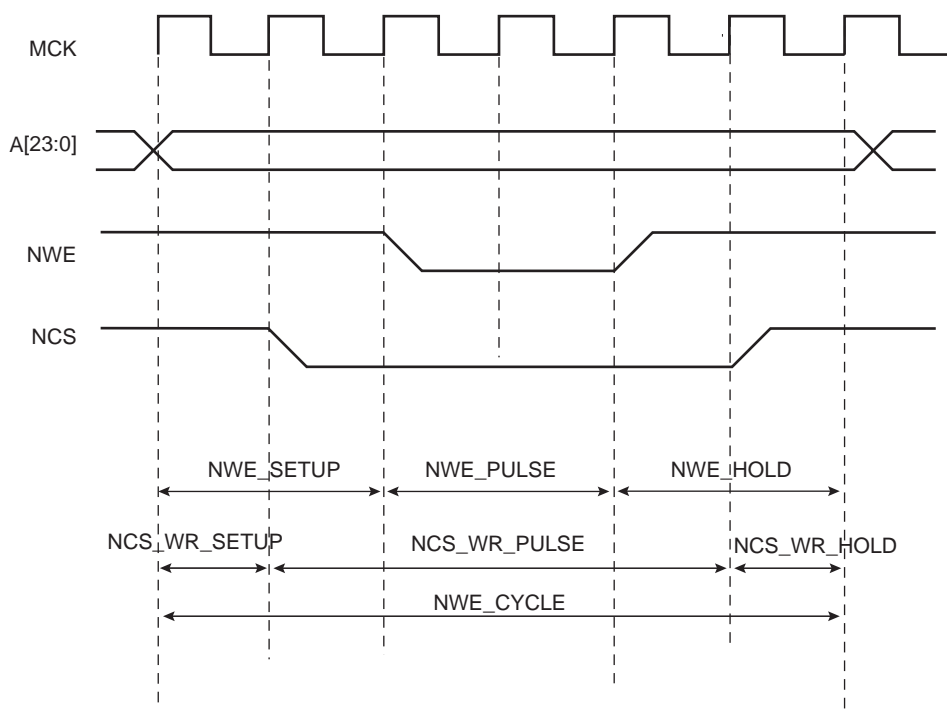 MCK
A[23:0]
NWE
NCS
NWE_SETUP NWE_PULSE NWE_HOLD
NCS_WR_SETUP NCS_WR_PULSE NCS_WR_HOLD
NWE_CYCLE